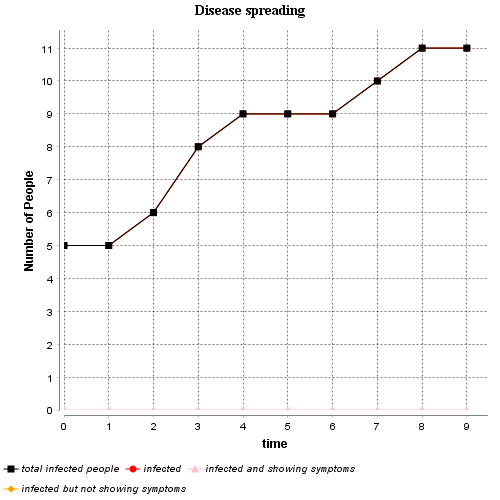 Disease spreading
Number of People
11
10
9
8
7
6
5
4
3
2
1
0
0 1 2 3 4 5 6 7 8 9
time
total infected people infected infected and showing symptoms
infected but not showing symptoms